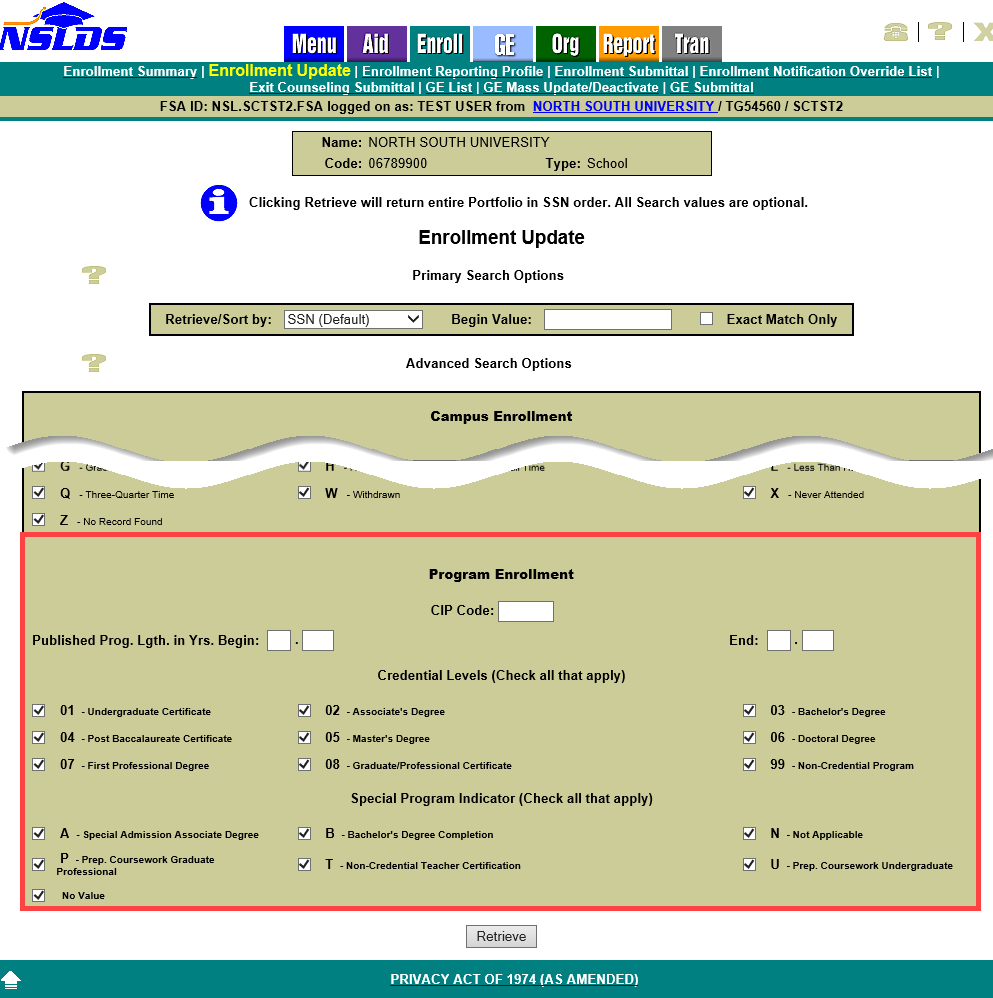 NSLDS
Menu Aid Enroll GE Org Report Tran
Enrollment Summary | Enrollment Update | Enrollment Reporting Profile | Enrollment Submittal | Enrollment Notification Override List |
Exit Counseling Submittal | GE List | GE Mass Update/Deactivate | GE Submittal
FSA ID: NSL.SCTST2.FSA logged on as: TEST USER from NORTH SOUTH UNIVERSITY / TG54560 / SCTST2
Name: NORTH SOUTH UNIVERSITY
Code: 06789900 Type: School
Clicking Retrieve will return entire Portfolio in SSN order. All Search values are optional.
Enrollment Update
Primary Search Options
Retrieve/Sort by: SSN (Default) Begin Value: Exact Match Only
Advanced Search Options
Campus Enrollment
G H Time L - Less Than
Q - Three-Quarter Time W - Withdrawn X - Never Attended
Z - No Record Found
Program Enrollment
CIP Code:
Published Prog. Lgth. in Yrs. Begin: . End: .
Credential Levels (Check all that apply)
01 - Undergraduate Certificate 02 - Associate's Degree 03 - Bachelor's Degree
04 - Post Baccalaureate Certificate 05 - Master's Degree 06 - Doctoral Degree
07 - First Professional Degree 08 - Graduate/Professional Certificate 99 - Non-Credential Program
Special Program Indicator (Check all that apply)
A - Special Admission Associate Degree B - Bachelor's Degree Completion N - Not Applicable
P - Prep. Coursework Graduate Professional T - Non-Credential Teacher Certification U - Prep. Coursework Undergraduate
No Value
Retrieve
PRIVACY ACT OF 1974 (AS AMENDED)